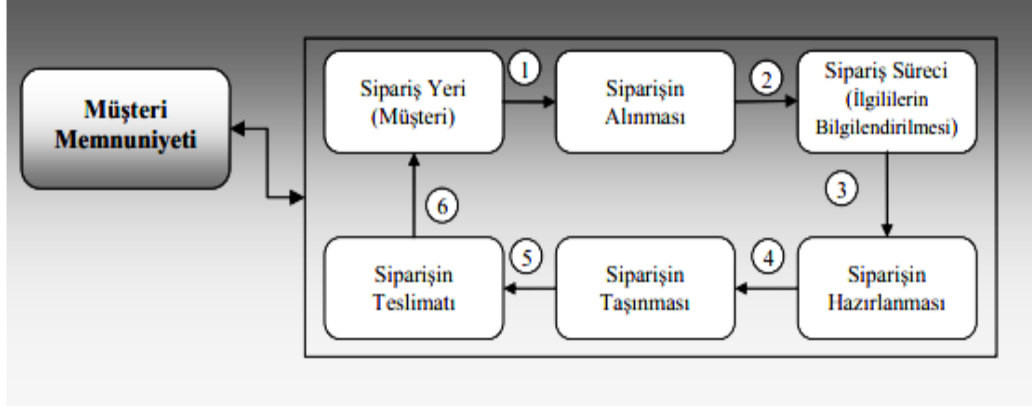 Müşteri
Memnuniyeti
Sipariş Yeri
(Müşteri)
1
Siparişin
Alınması
2
Sipariş Süreci
(İlgililerin
Bilgilendirilmesi)
3
Siparişin
Hazırlanması
4
Siparişin
Taşınması
5
Siparişin
Teslimatı
6